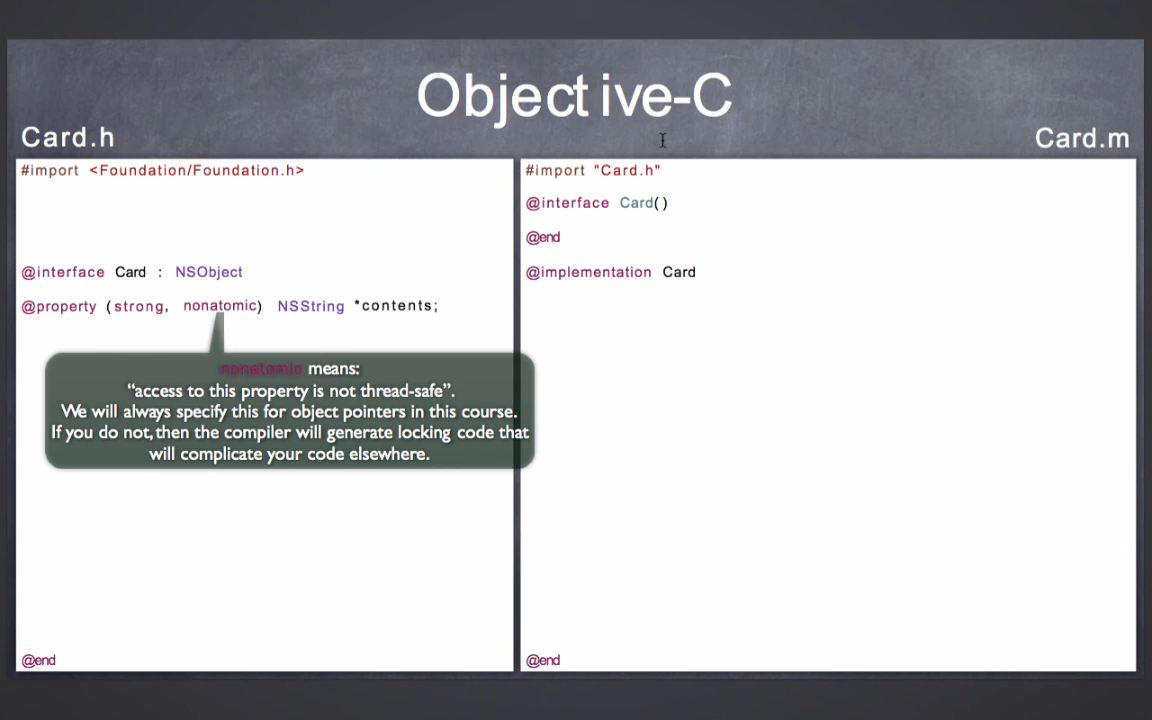 Objective-C
Card.h
Card.m
#import <Foundation/Foundation.h>
@interface Card : NSObject
@property (strong, nonatomic) NSString *contents;
nonatomic means:
“access to this property is not thread-safe”.
We will always specify this for object pointers in this course.
If you do not, then the compiler will generate locking code that
will complicate your code elsewhere.
@end
#import "Card.h"
@interface Card()
@end
@implementation Card
@end